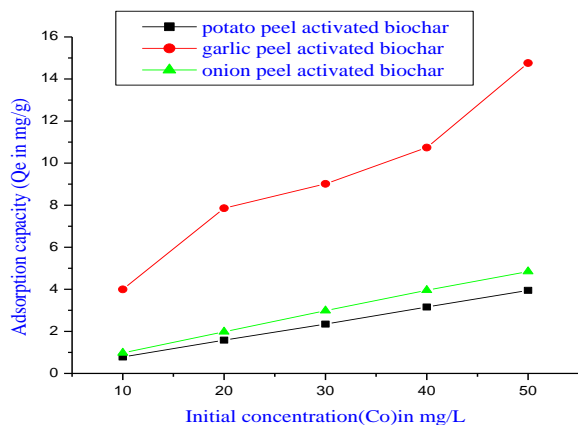 potato peel activated biochar
garlic peel activated biochar
onion peel activated biochar
16
14
12
10
8
6
4
2
0
Adsorption capacity (Qe in mg/g)
10 20 30 40 50
Initial concentration(Co)in mg/L